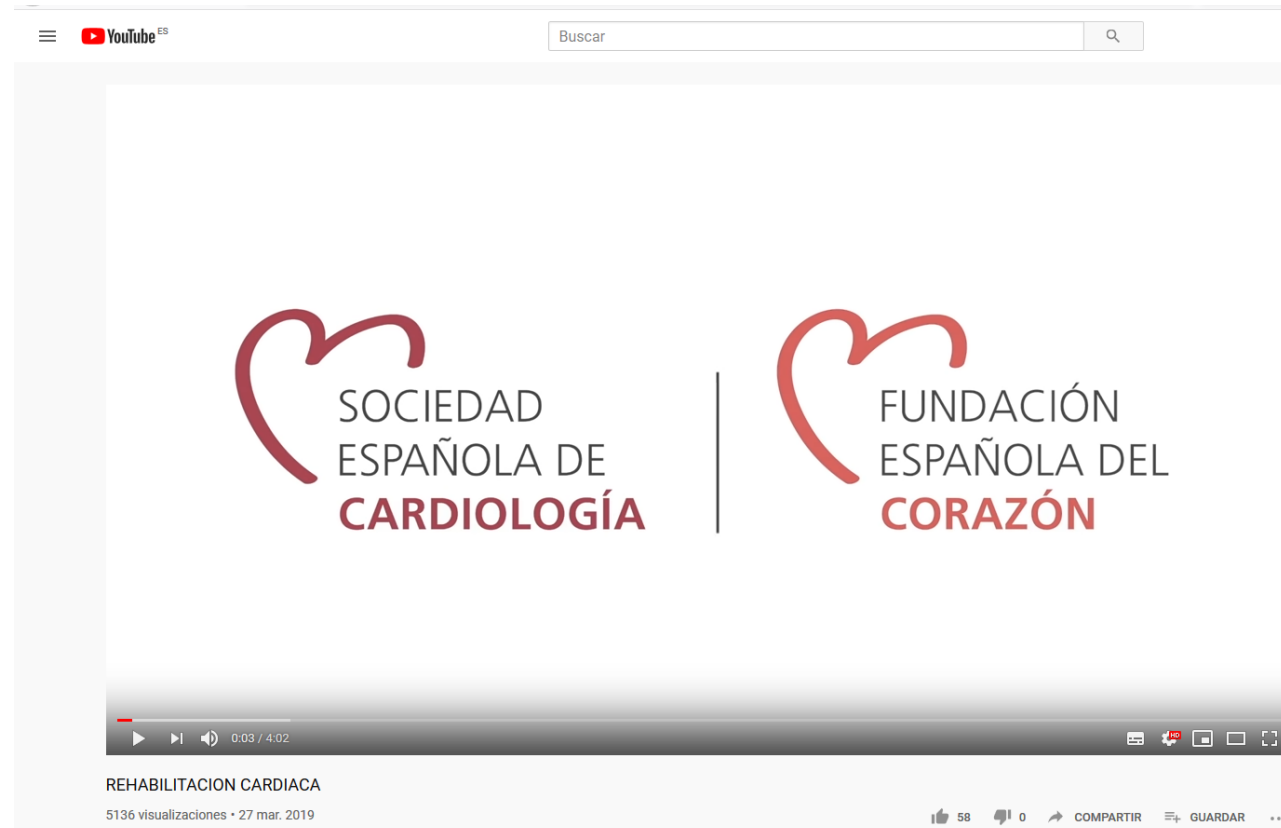 YouTube ES
Buscar
SOCIEDAD
ESPAÑOLA DE
CARDIOLOGÍA
FUNDACIÓN
ESPAÑOLA DEL
CORAZÓN
0:03 / 4:02
HD
REHABILITACION CARDIACA
5136 visualizaciones • 27 mar. 2019
58 0 COMPARTIR GUARDAR